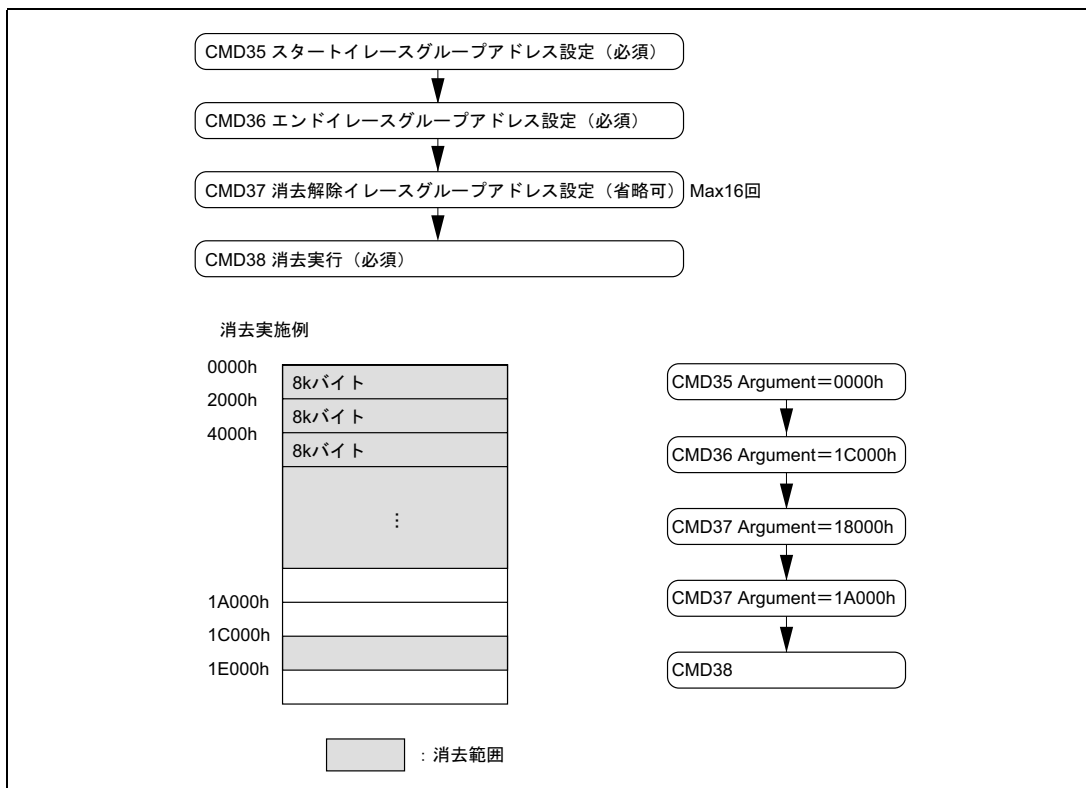 CMD35 スタートイレースグループアドレス設定（必須）
CMD36 エンドイレースグループアドレス設定（必須）
CMD37 消去解除イレースグループアドレス設定（省略可） Max16回
CMD38 消去実行（必須）
消去実施例
0000h
8kバイト
2000h
8kバイト
4000h
8kバイト
⋮
1A000h
1C000h
1E000h
CMD35 Argument＝0000h
CMD36 Argument＝1C000h
CMD37 Argument＝18000h
CMD37 Argument＝1A000h
CMD38
：消去範囲